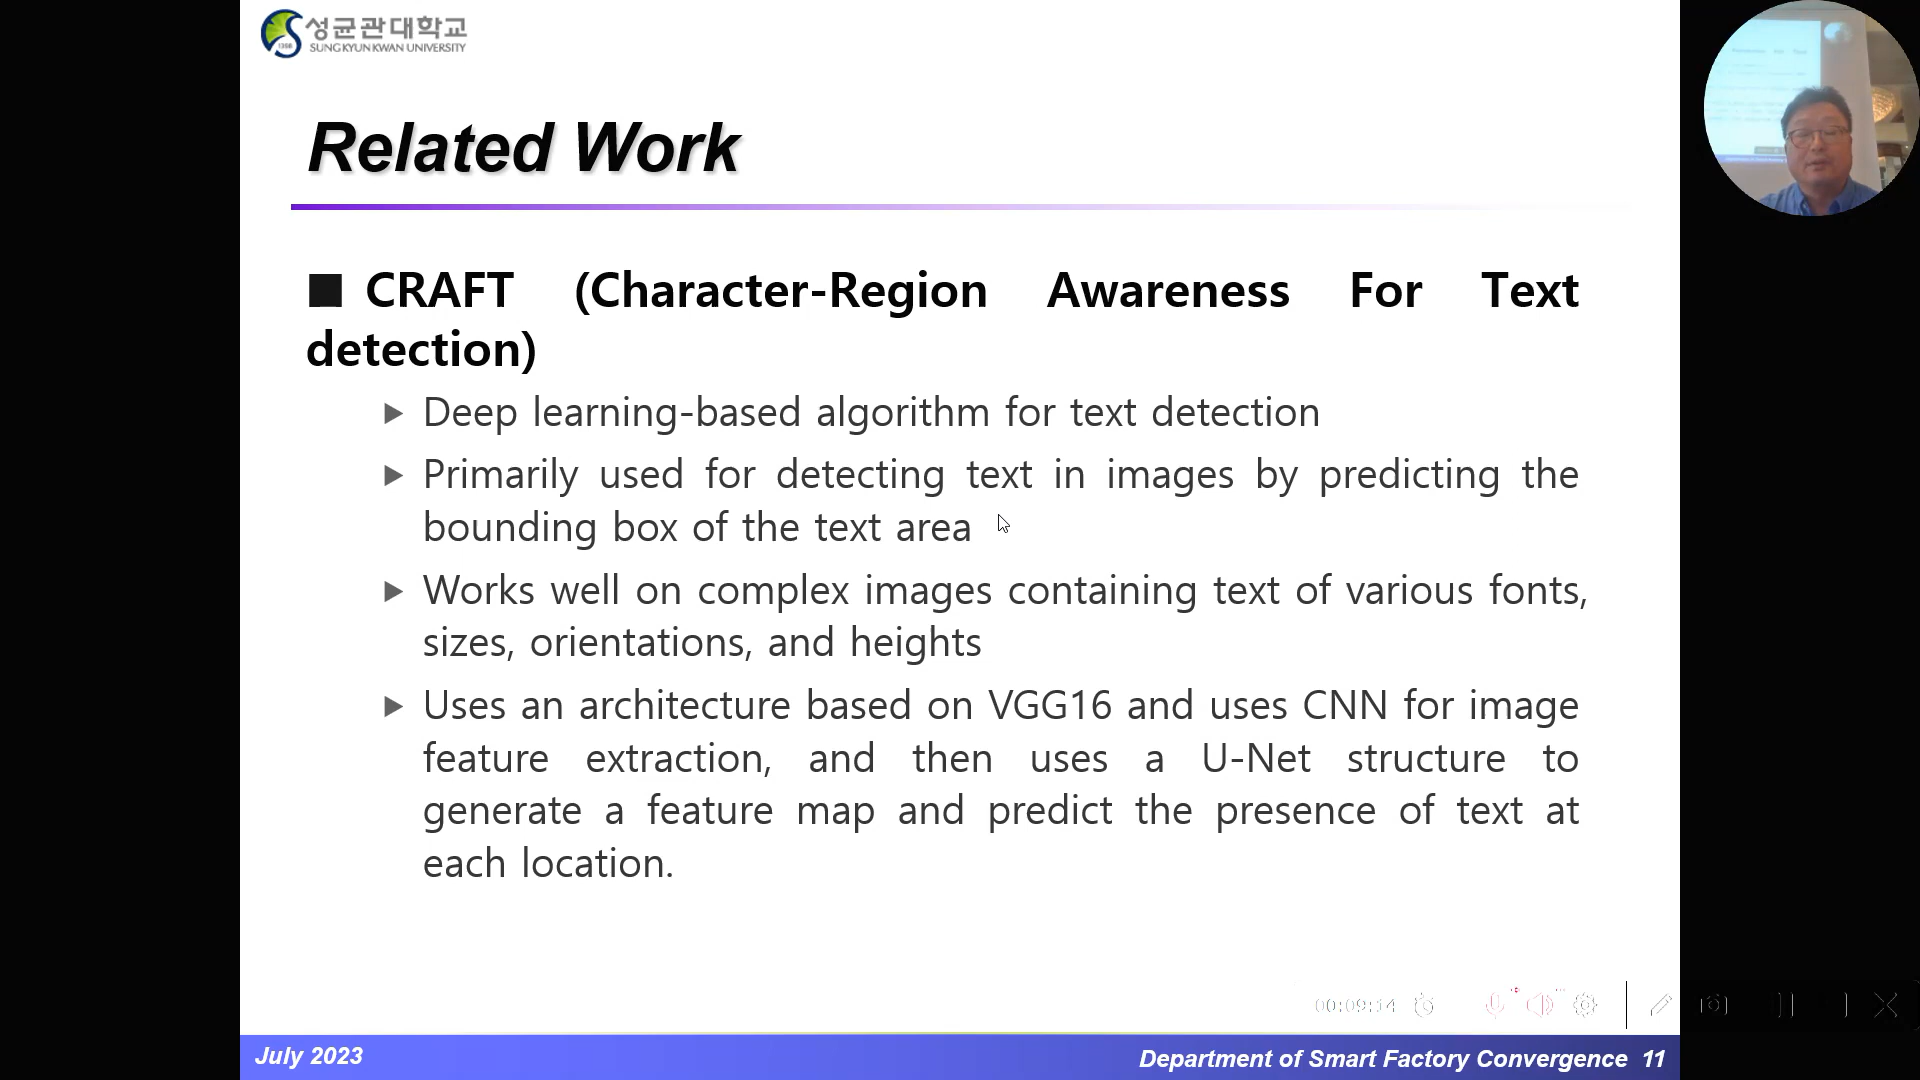 성균관대학교
SUNGKYUNKWAN UNIVERSITY
1398
Related Work
■ CRAFT (Character-Region Awareness For Text
detection)
▶ Deep learning-based algorithm for text detection
▶ Primarily used for detecting text in images by predicting the
bounding box of the text area
▶ Works well on complex images containing text of various fonts,
sizes, orientations, and heights
▶ Uses an architecture based on VGG16 and uses CNN for image
feature extraction, and then uses a U-Net structure to
generate a feature map and predict the presence of text at
each location.
00:09:14
July 2023
Department of Smart Factory Convergence 11